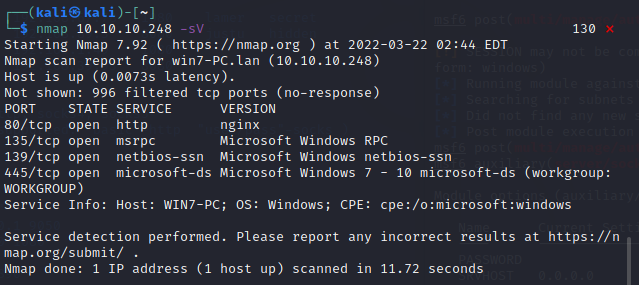 ┌──(kali㉿kali)-[~]
└─$ nmap 10.10.10.248 -sV 130 ⨯
Starting Nmap 7.92 ( https://nmap.org ) at 2022-03-22 02:44 EDT
Nmap scan report for win7-PC.lan (10.10.10.248)
Host is up (0.0073s latency).
Not shown: 996 filtered tcp ports (no-response)
PORT    STATE SERVICE      VERSION
80/tcp  open  http         nginx
135/tcp open  msrpc        Microsoft Windows RPC
139/tcp open  netbios-ssn  Microsoft Windows netbios-ssn
445/tcp open  microsoft-ds Microsoft Windows 7 - 10 microsoft-ds (workgroup:
WORKGROUP)
Service Info: Host: WIN7-PC; OS: Windows; CPE: cpe:/o:microsoft:windows
Service detection performed. Please report any incorrect results at https://n
map.org/submit/ .
Nmap done: 1 IP address (1 host up) scanned in 11.72 seconds